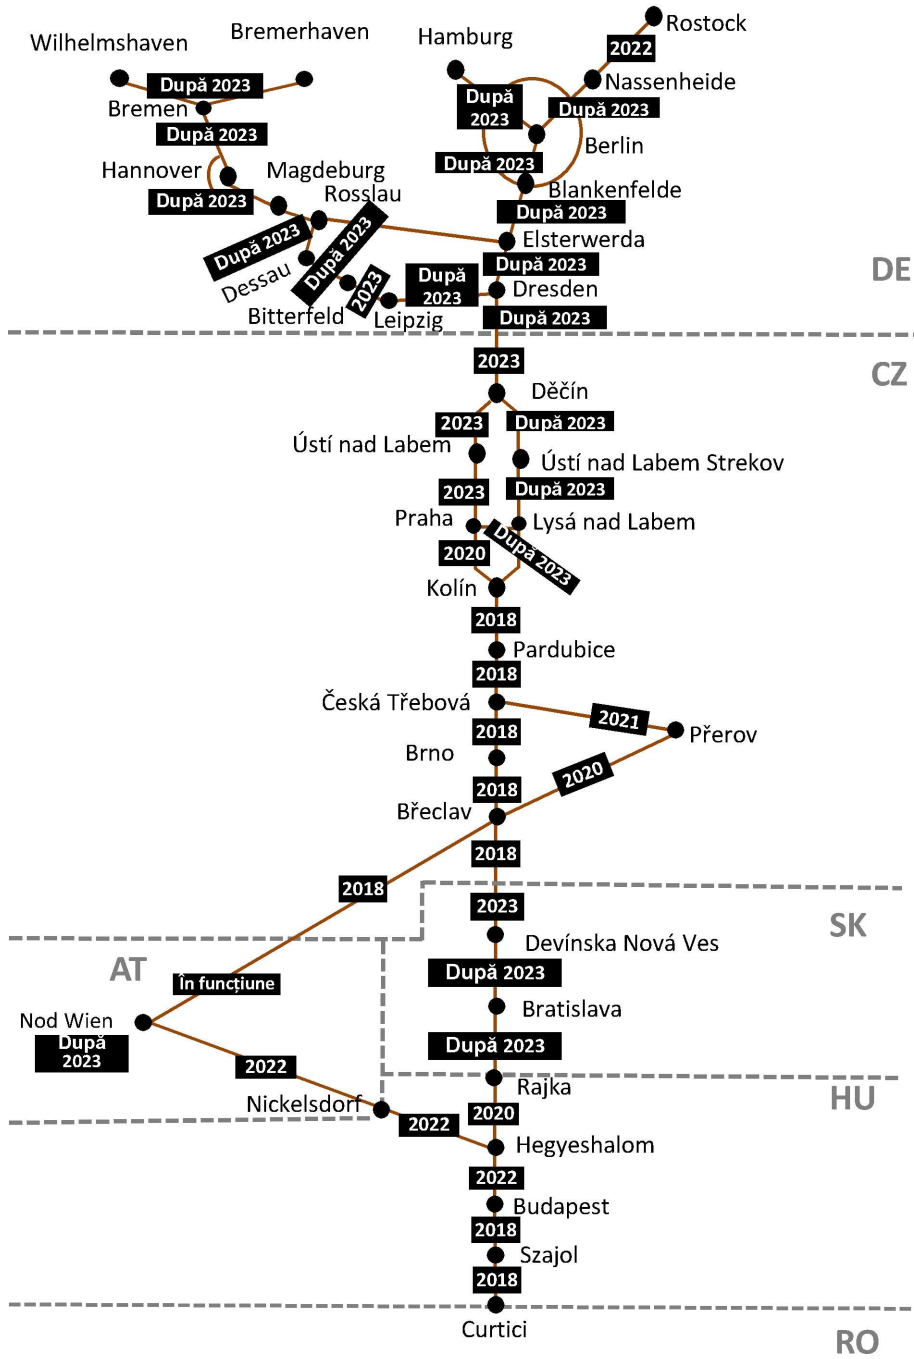 Wilhelmshaven
Bremerhaven
Hamburg
Rostock
2022
Nassenheide
După 2023
Bremen
După 2023
După
2023
După 2023
Berlin
După 2023
Hannover
Magdeburg
După 2023
Blankenfelde
Rosslau
După 2023
După 2023
Elsterwerda
După 2023
După 2023
După 2023
Dessau
2023
După
2023
Dresden
Bitterfeld
Leipzig
După 2023
DE
2023
CZ
Děčín
2023
După 2023
Ústí nad Labem
Ústí nad Labem Strekov
2023
După 2023
Praha
Lysá nad Labem
2020
După 2023
Kolín
2018
Pardubice
2018
Česká Třebová
2021
2018
Přerov
Brno
2020
2018
Břeclav
2018
2018
2023
SK
Devínska Nová Ves
AT
În funcțiune
După 2023
Bratislava
Nod Wien
După
2023
După 2023
2022
Rajka
HU
Nickelsdorf
2020
2022
Hegyeshalom
2022
Budapest
2018
Szajol
2018
Curtici
RO